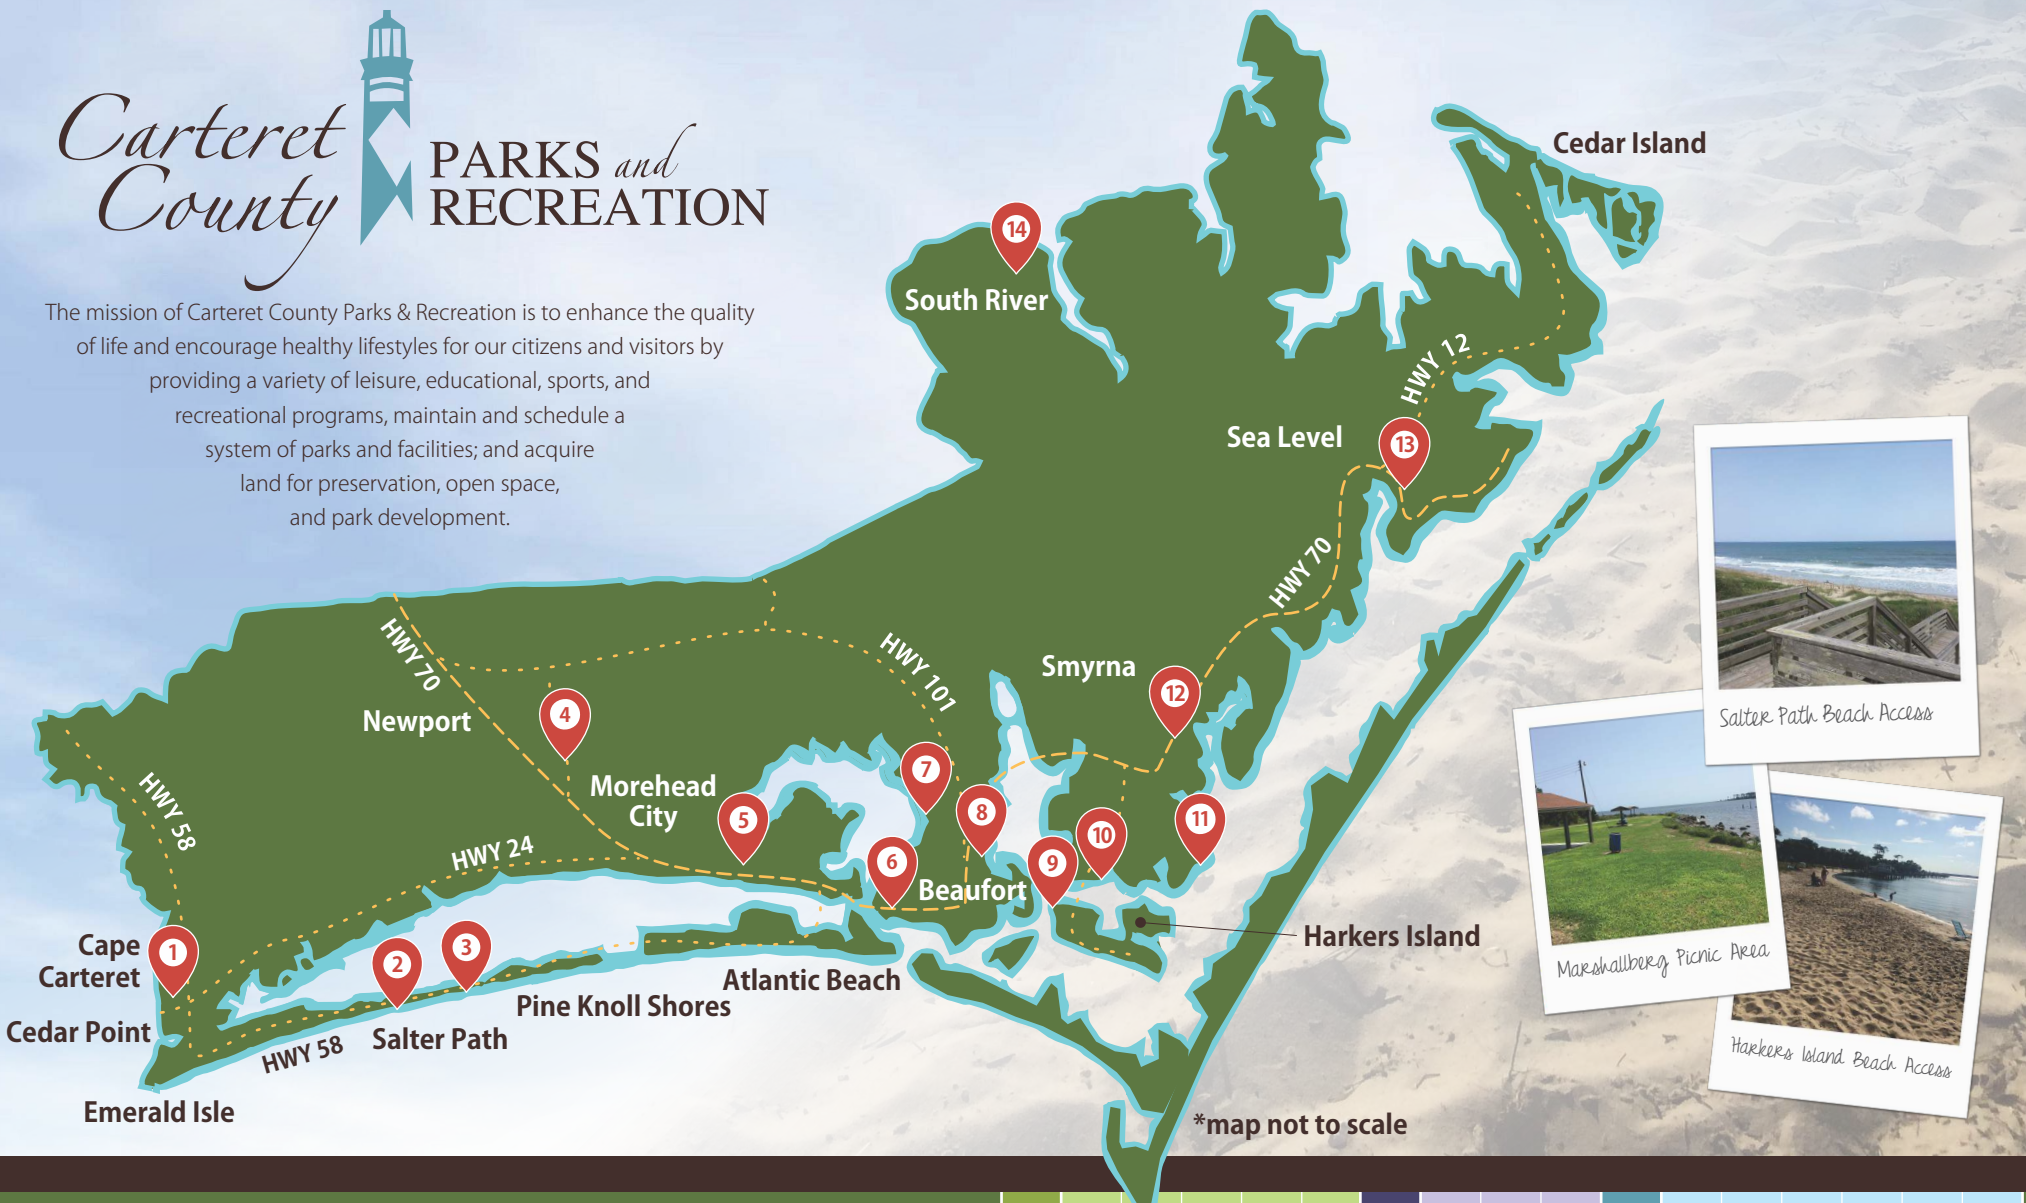 Carteret
County
PARKS and
RECREATION
The mission of Carteret County Parks & Recreation is to enhance the quality
of life and encourage healthy lifestyles for our citizens and visitors by
providing a variety of leisure, educational, sports, and
recreational programs, maintain and schedule a
system of parks and facilities; and acquire
land for preservation, open space,
and park development.
Cedar Island
14
South River
HWY 12
Sea Level
13
HWY 70
HWY 70
HWY 101
Smyrna
12
Newport
4
Morehead
City
5
7
8
HWY 58
HWY 24
6
Beaufort
9
10
11
Cape
Carteret
1
2
3
Harkers Island
Atlantic Beach
Pine Knoll Shores
Cedar Point
Salter Path
HWY 58
Emerald Isle
*map not to scale
Salter Path Beach Access
Marshallberg Picnic Area
Harkers Island Beach Access